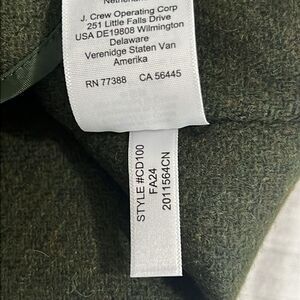 J. Crew Operating Corp
251 Little Falls Drive
USA DE19808 Wilmington
Delaware
Verenidge Staten Van
Amerika
RN 77388 CA 56445
STYLE #CD100
FA24
2011564CN